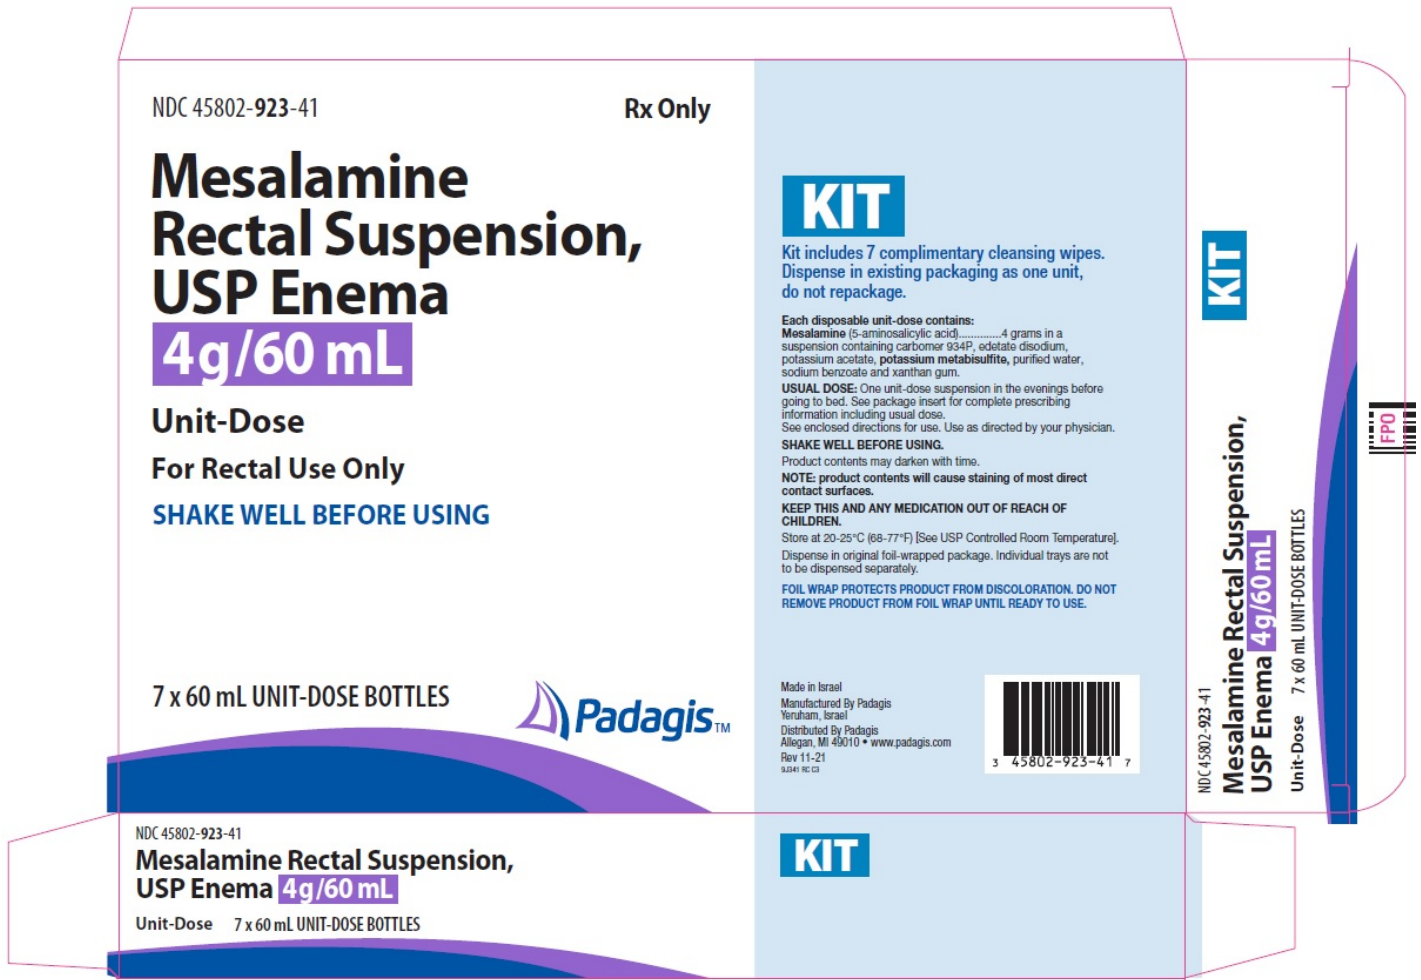 NDC 45802-923-41
Rx Only
Mesalamine
Rectal Suspension,
USP Enema
4g/60 mL
Unit-Dose
For Rectal Use Only
SHAKE WELL BEFORE USING
7 x 60 mL UNIT-DOSE BOTTLES
Padagis™
KIT
Kit includes 7 complimentary cleansing wipes.
Dispense in existing packaging as one unit,
do not repackage.
Each disposable unit-dose contains:
Mesalamine (5-aminosalicylic acid).............4 grams in a
suspension containing carbomer 934P, edetate disodium,
potassium acetate, potassium metabisulfite, purified water,
sodium benzoate and xanthan gum.
USUAL DOSE: One unit-dose suspension in the evenings before
going to bed. See package insert for complete prescribing
information including usual dose.
See enclosed directions for use. Use as directed by your physician.
SHAKE WELL BEFORE USING.
Product contents may darken with time.
NOTE: product contents will cause staining of most direct
contact surfaces.
KEEP THIS AND ANY MEDICATION OUT OF REACH OF
CHILDREN.
Store at 20-25°C (68-77°F) [See USP Controlled Room Temperature].
Dispense in original foil-wrapped package. Individual trays are not
to be dispensed separately.
FOIL WRAP PROTECTS PRODUCT FROM DISCOLORATION. DO NOT
REMOVE PRODUCT FROM FOIL WRAP UNTIL READY TO USE.
Made in Israel
Manufactured By Padagis
Yeruham, Israel
Distributed By Padagis
Allegan, MI 49010 • www.padagis.com
Rev 11-21
9J341 RC C3
3 45802-923-41 7
KIT
NDC 45802-923-41
Mesalamine Rectal Suspension,
USP Enema 4g/60mL
Unit-Dose 7 x 60 mL UNIT-DOSE BOTTLES
FPO
NDC 45802-923-41
Mesalamine Rectal Suspension,
USP Enema 4g/60 mL
Unit-Dose 7 x 60 mL UNIT-DOSE BOTTLES
KIT